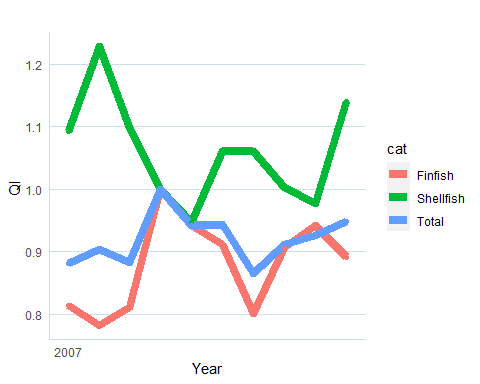 1.2
1.1
1.0
0.9
0.8
QI
2007
Year
cat
Finfish
Shellfish
Total